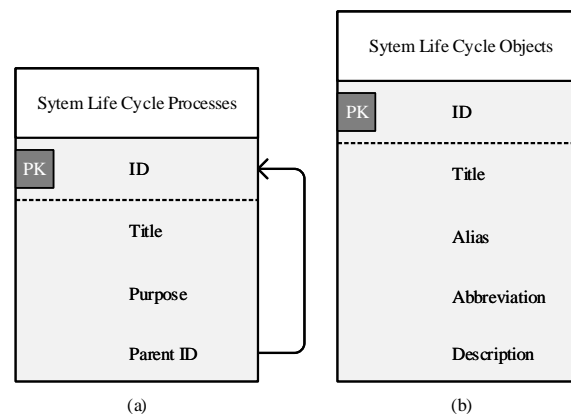 Sytem Life Cycle Processes
PK
ID
Title
Purpose
Parent ID
(a)
Sytem Life Cycle Objects
PK
ID
Title
Alias
Abbreviation
Description
(b)